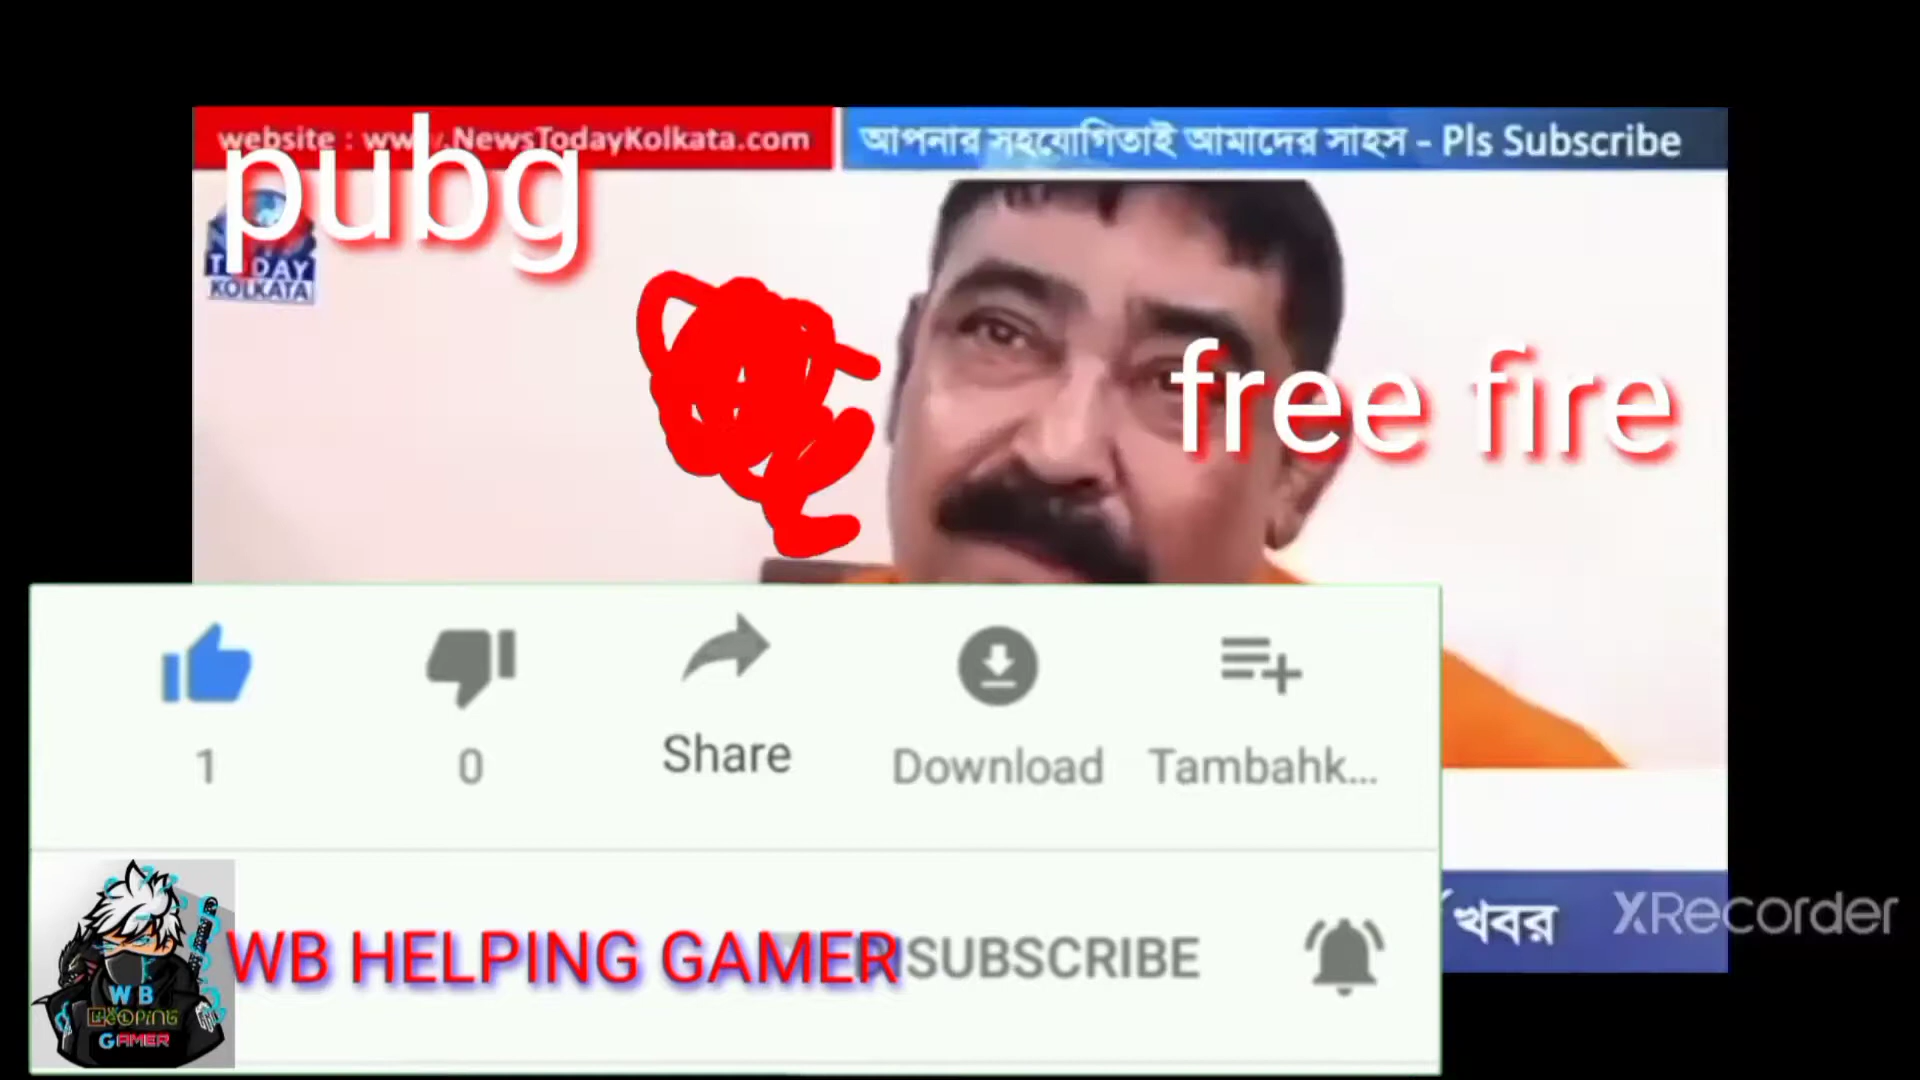 website : www.NewsTodayKolkata.com
আপনার সহযোগিতাই আমাদের সাহস - Pls Subscribe
pubg
TODAY
KOLKATA
free fire
1
0
Share
Download
Tambahk...
খবর
XRecorder
WB HELPING GAMER
SUBSCRIBE
WB
GAMER